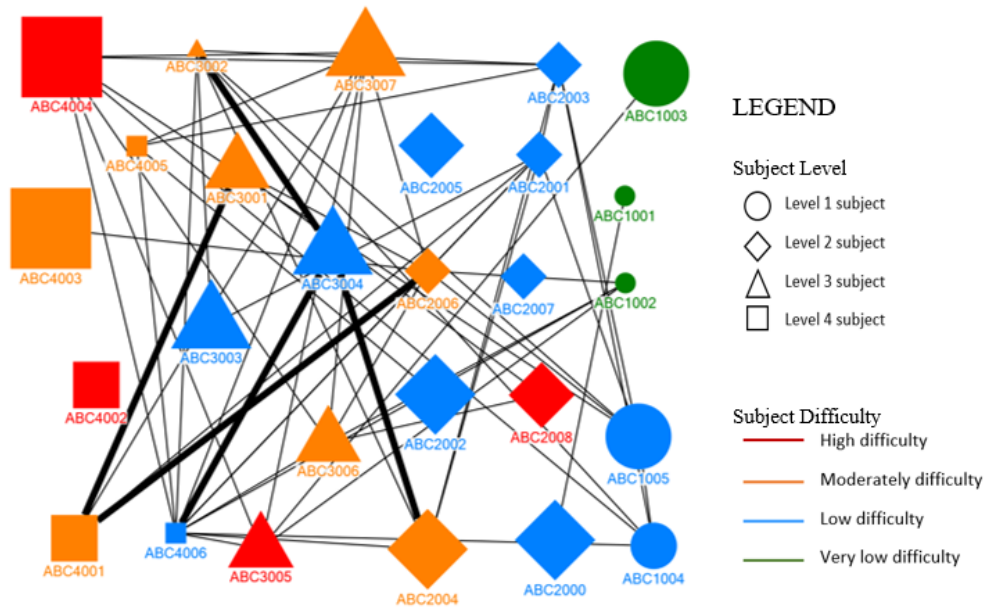 ABC4004
ABC3002
ABC3007
ABC2003
ABC1003
ABC4005
ABC3001
ABC2005
ABC2001
ABC1001
ABC4003
ABC3004
ABC2006
ABC2007
ABC1002
ABC3003
ABC4002
ABC3006
ABC2002
ABC2008
ABC1005
ABC4001
ABC4006
ABC3005
ABC2004
ABC2000
ABC1004
LEGEND
Subject Level
Level 1 subject
Level 2 subject
Level 3 subject
Level 4 subject
Subject Difficulty
High difficulty
Moderately difficulty
Low difficulty
Very low difficulty